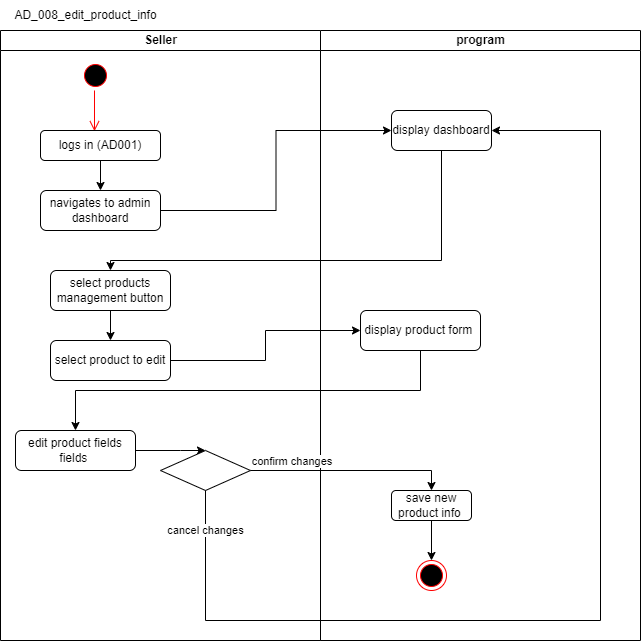 AD_008_edit_product_info
Seller
program
logs in (AD001)
display dashboard
navigates to admin
dashboard
select products
management button
display product form
select product to edit
edit product fields
fields
confirm changes
save new
product info
cancel changes